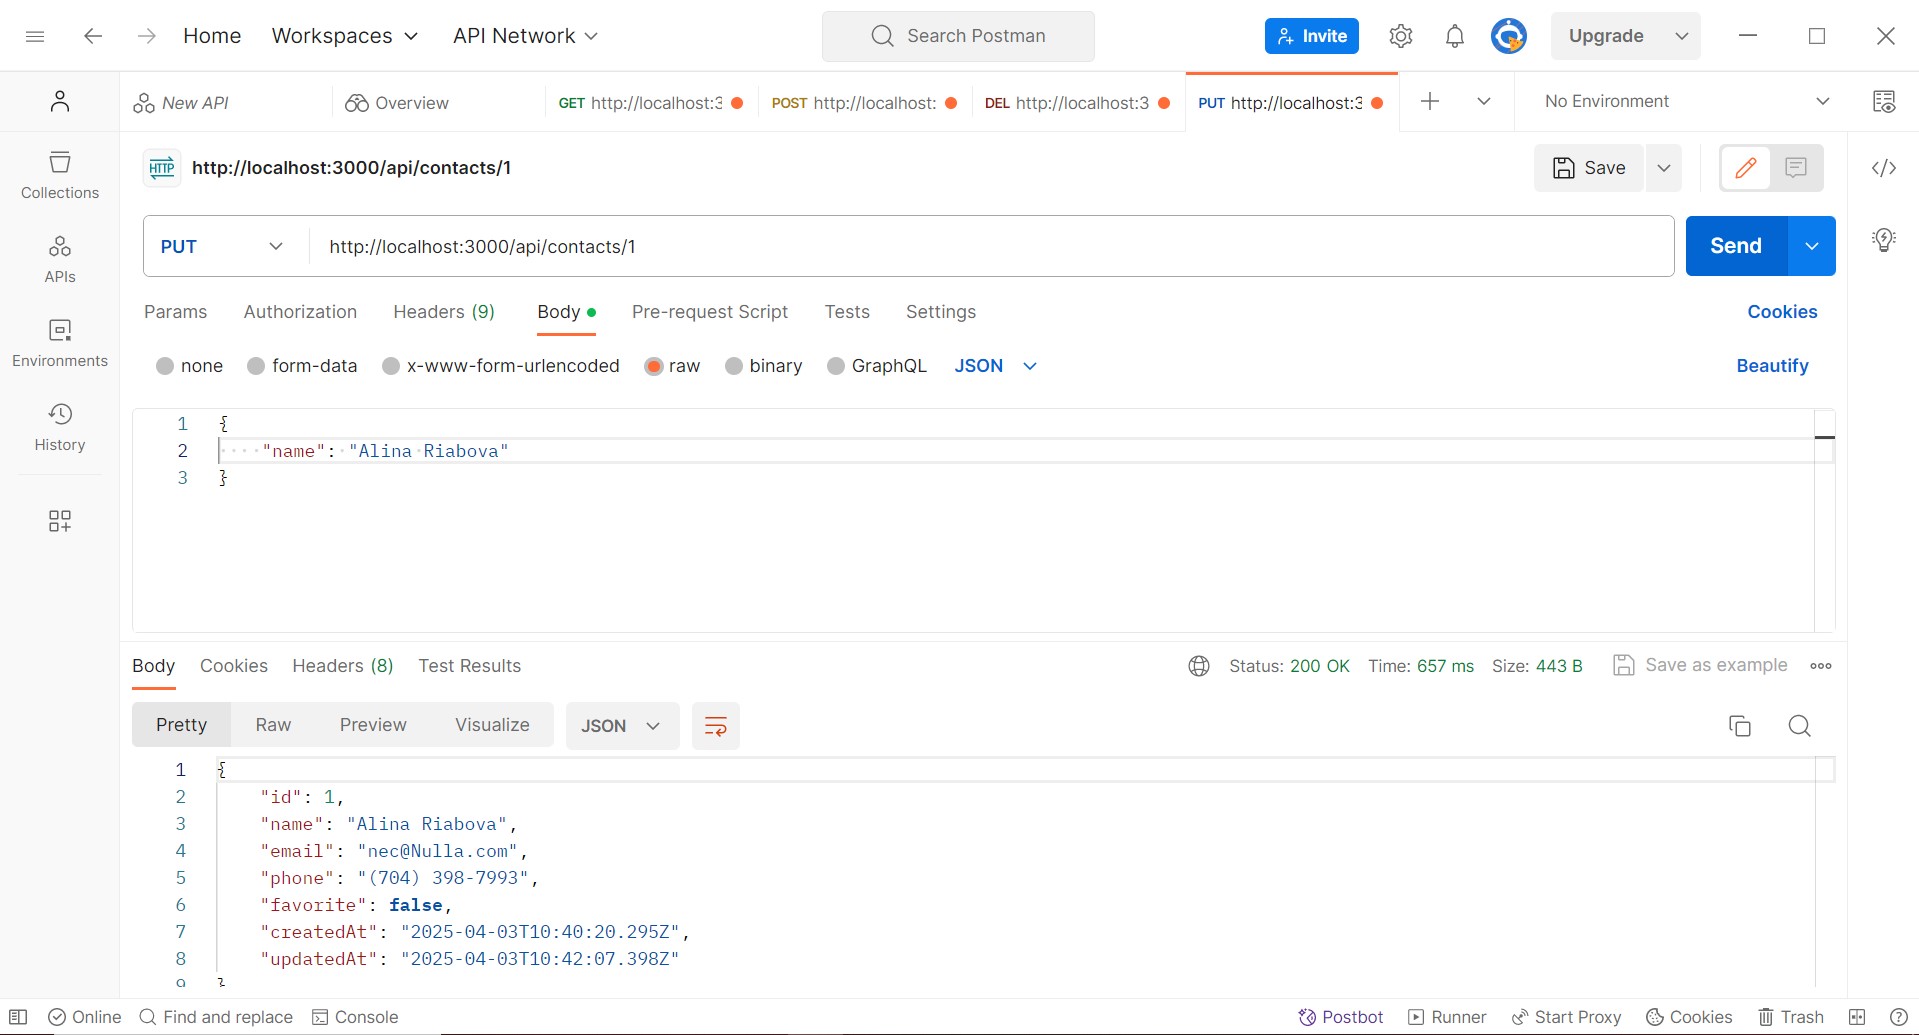 Home Workspaces API Network Search Postman Invite Upgrade
New API Overview GET http://localhost:3 POST http://localhost: DEL http://localhost:3 PUT http://localhost:3 No Environment
HTTP http://localhost:3000/api/contacts/1 Save
Collections
APIs
Environments
History
PUT http://localhost:3000/api/contacts/1 Send
Params Authorization Headers (9) Body Pre-request Script Tests Settings Cookies
none form-data x-www-form-urlencoded raw binary GraphQL JSON Beautify
1 {
2 "name": "Alina Riabova"
3 }
Body Cookies Headers (8) Test Results Status: 200 OK Time: 657 ms Size: 443 B Save as example
Pretty Raw Preview Visualize JSON
1 {
2 "id": 1,
3 "name": "Alina Riabova",
4 "email": "nec@Nulla.com",
5 "phone": "(704) 398-7993",
6 "favorite": false,
7 "createdAt": "2025-04-03T10:40:20.295Z",
8 "updatedAt": "2025-04-03T10:42:07.398Z"
9 }
Online Find and replace Console Postbot Runner Start Proxy Cookies Trash